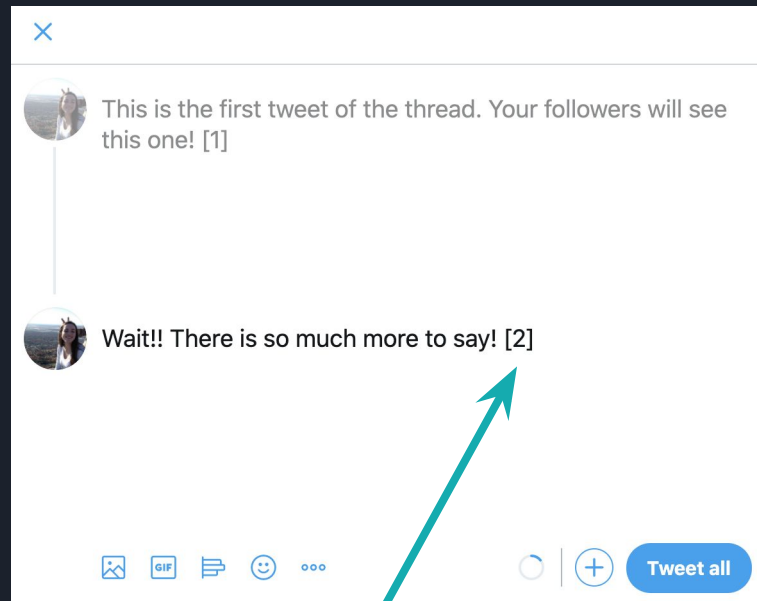 This is the first tweet of the thread. Your followers will see
this one! [1]
Wait!! There is so much more to say! [2]
GIF
Tweet all